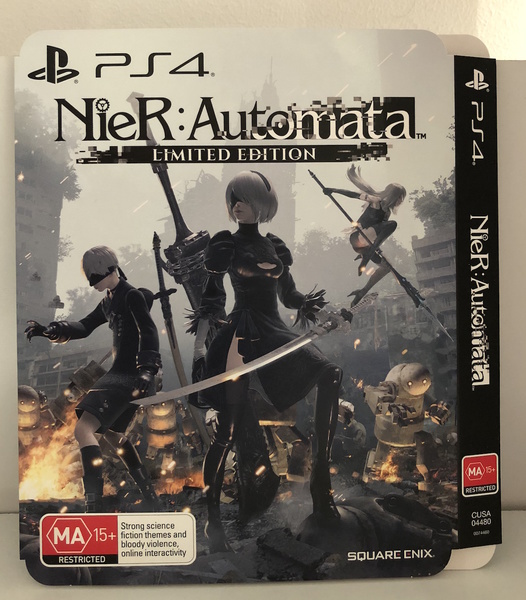 PS4
NieR:Automata™
LIMITED EDITION
MA 15+
RESTRICTED
Strong science
fiction themes and
bloody violence,
online interactivity
SQUARE ENIX.
PS4
NieR:Automata
MA 15+
RESTRICTED
CUSA
04480